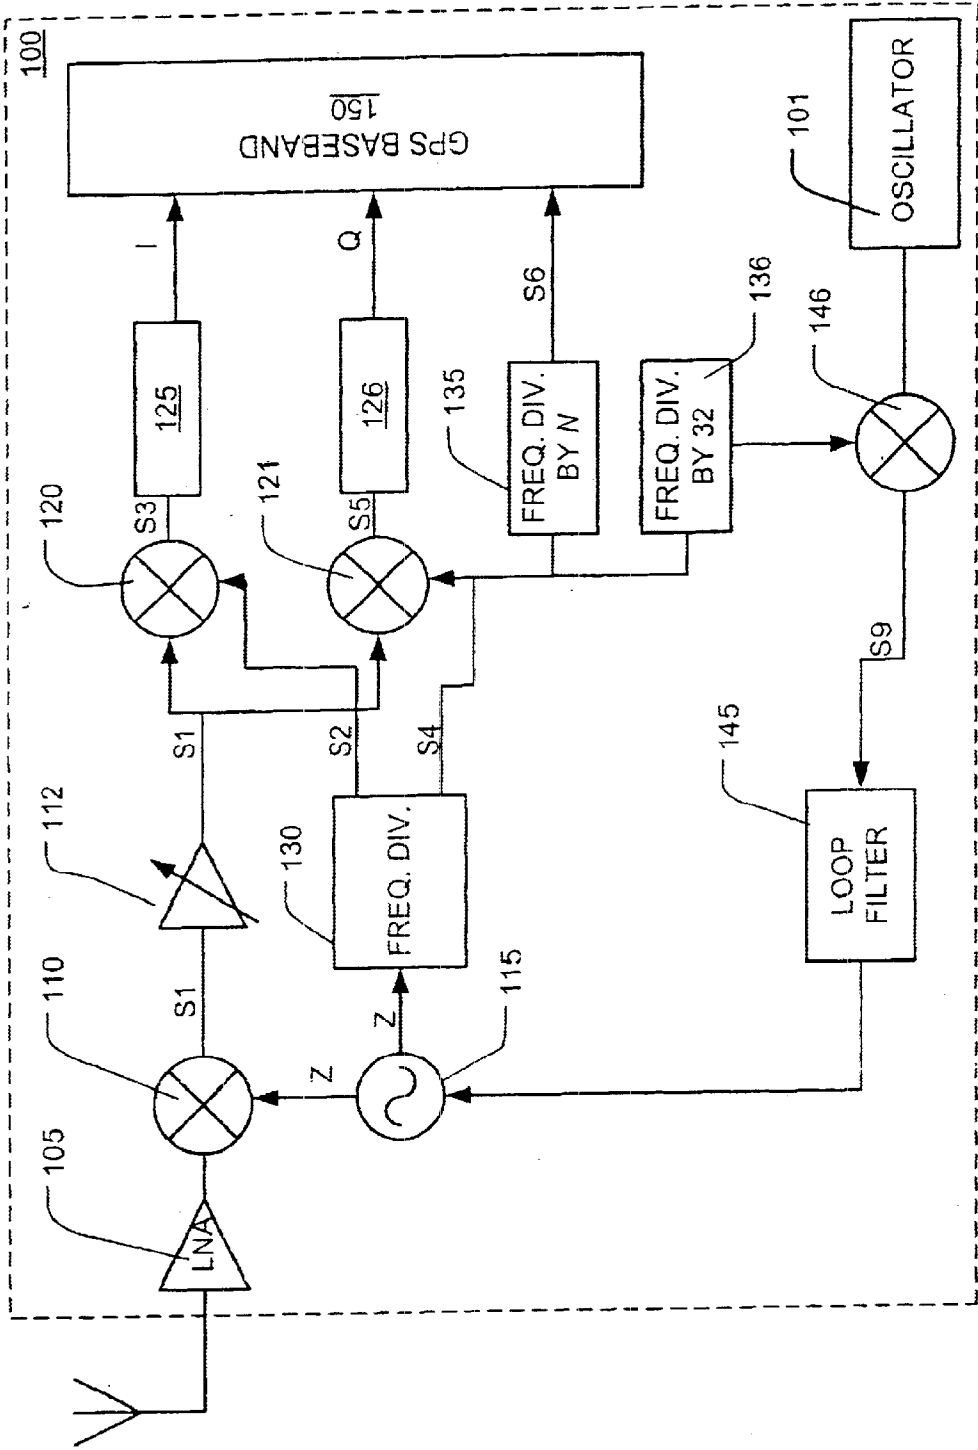 100
105
LNA
110
S1
112
S1
120
S3
125
I
GPS BASEBAND
150
Z
Z
115
130
FREQ. DIV.
S2
S4
121
S5
126
Q
135
FREQ. DIV.
BY N
S6
136
FREQ. DIV.
BY 32
146
101
OSCILLATOR
S9
145
LOOP
FILTER